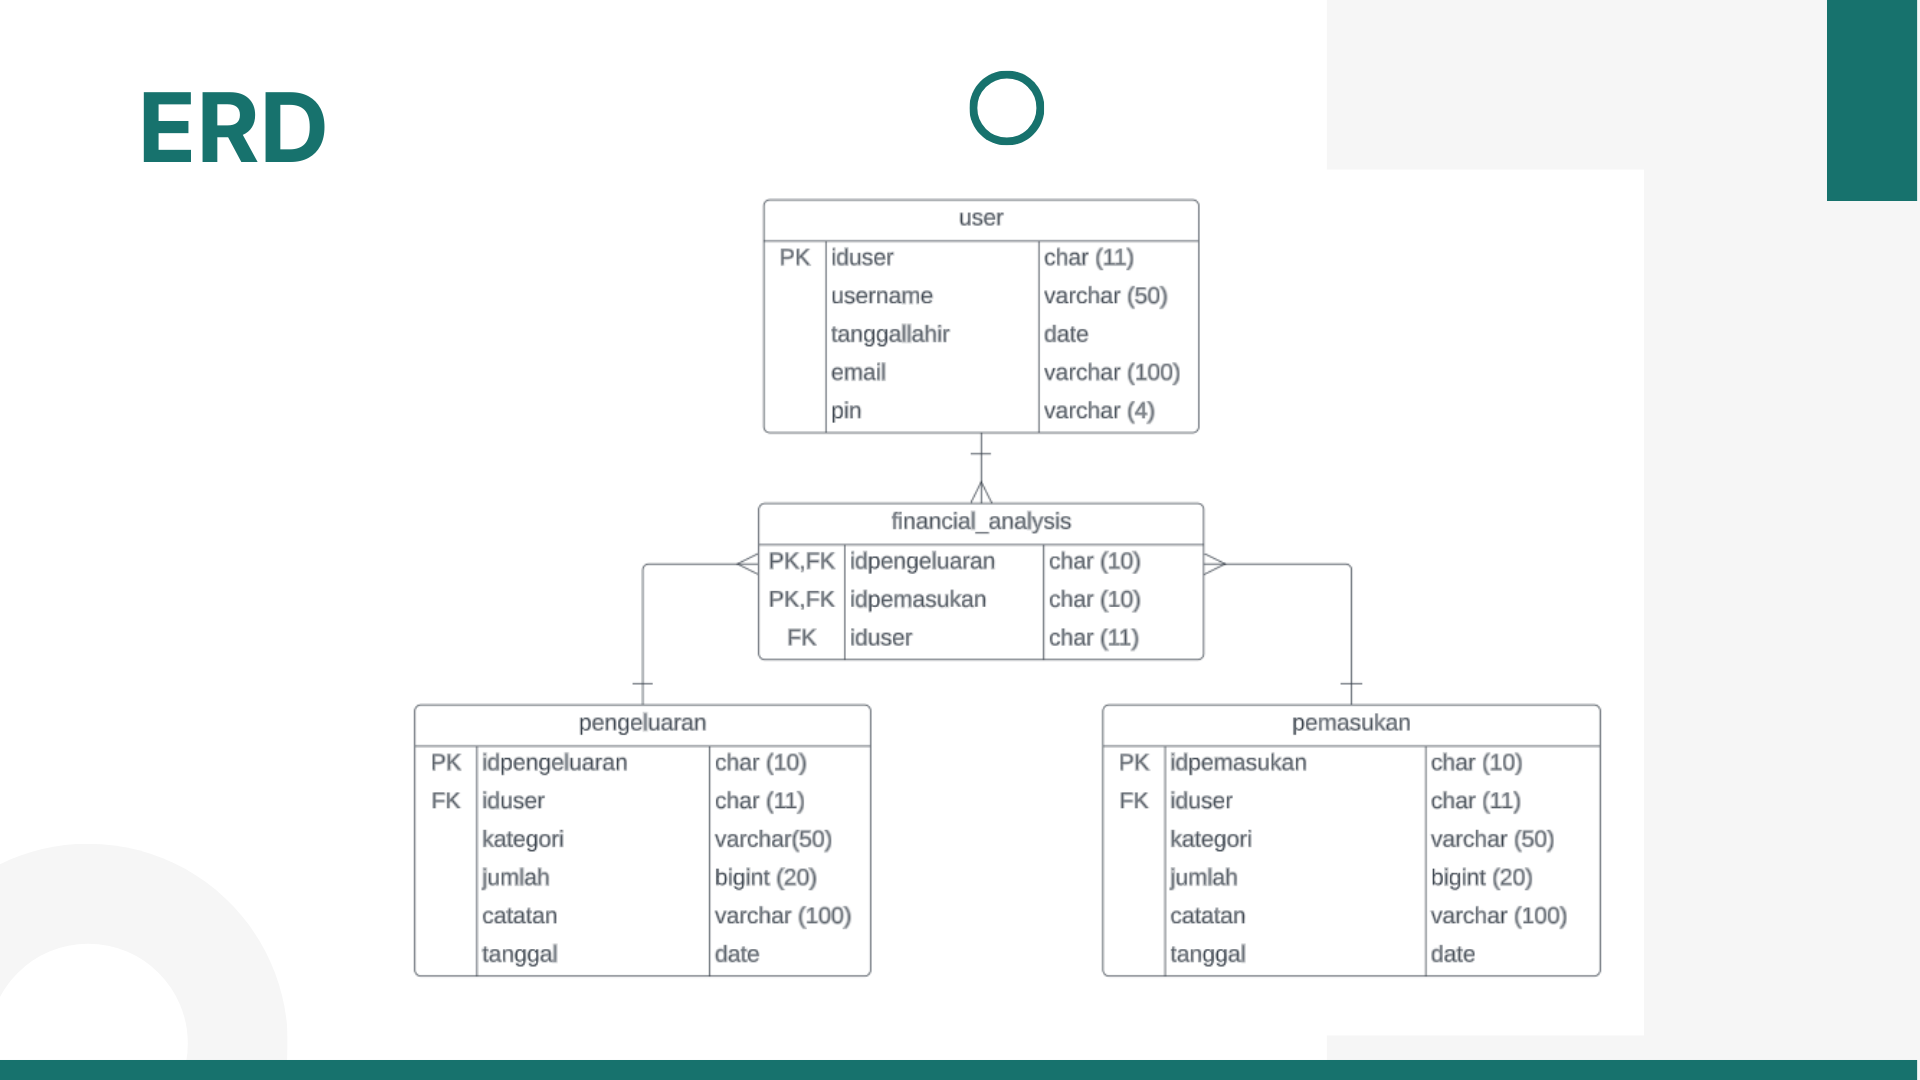 ERD
user
PK iduser char (11)
username varchar (50)
tanggallahir date
email varchar (100)
pin varchar (4)
financial_analysis
PK,FK idpengeluaran char (10)
PK,FK idpemasukan char (10)
FK iduser char (11)
pengeluaran
PK idpengeluaran char (10)
FK iduser char (11)
kategori varchar(50)
jumlah bigint (20)
catatan varchar (100)
tanggal date
pemasukan
PK idpemasukan char (10)
FK iduser char (11)
kategori varchar (50)
jumlah bigint (20)
catatan varchar (100)
tanggal date